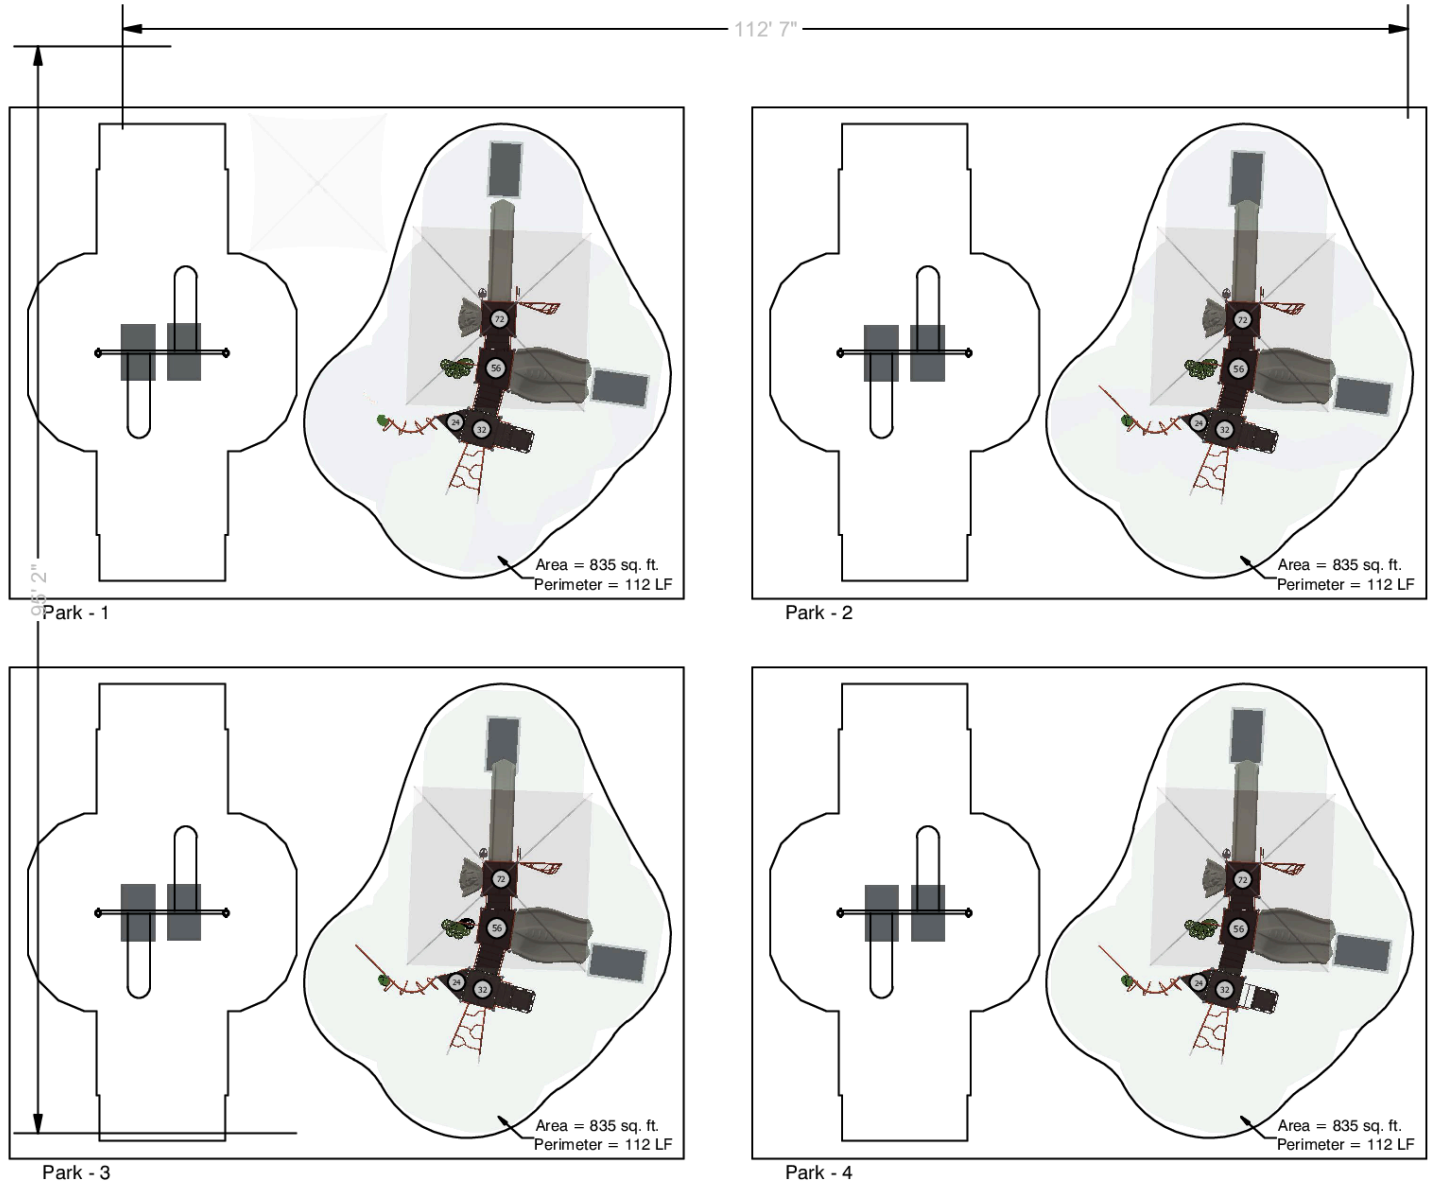 112' 7"
72
56
24
32
Area = 835 sq. ft.
Perimeter = 112 LF
Park - 1
72
56
24
32
Area = 835 sq. ft.
Perimeter = 112 LF
Park - 2
95' 2"
72
56
24
32
Area = 835 sq. ft.
Perimeter = 112 LF
Park - 3
72
56
24
32
Area = 835 sq. ft.
Perimeter = 112 LF
Park - 4